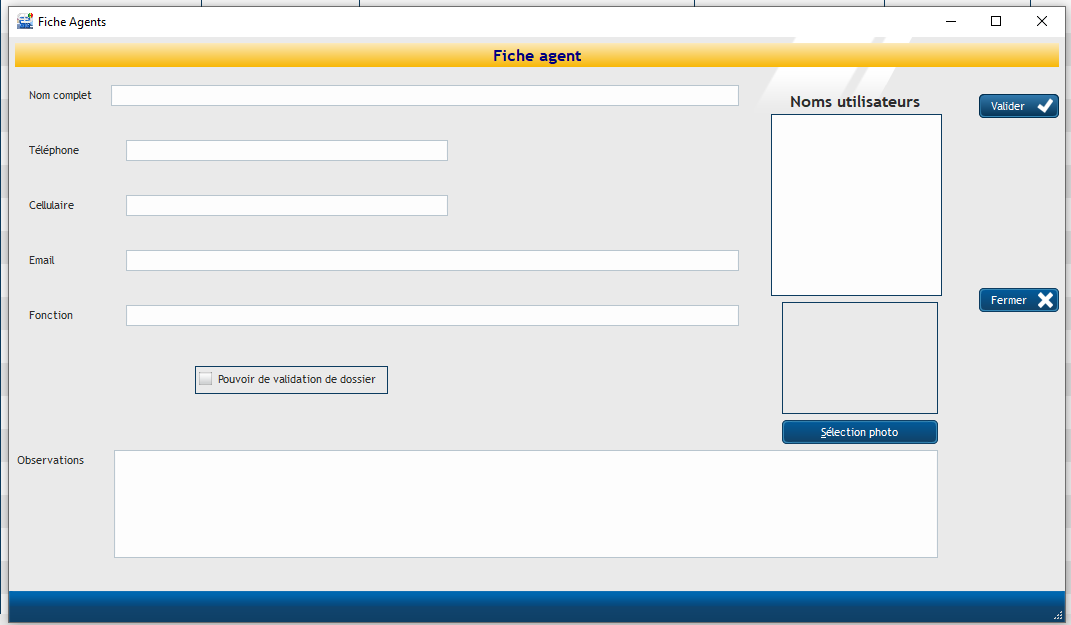 Fiche Agents
Fiche agent
Nom complet
Noms utilisateurs
Valider
Téléphone
Cellulaire
Email
Fermer
Fonction
Pouvoir de validation de dossier
Sélection photo
Observations